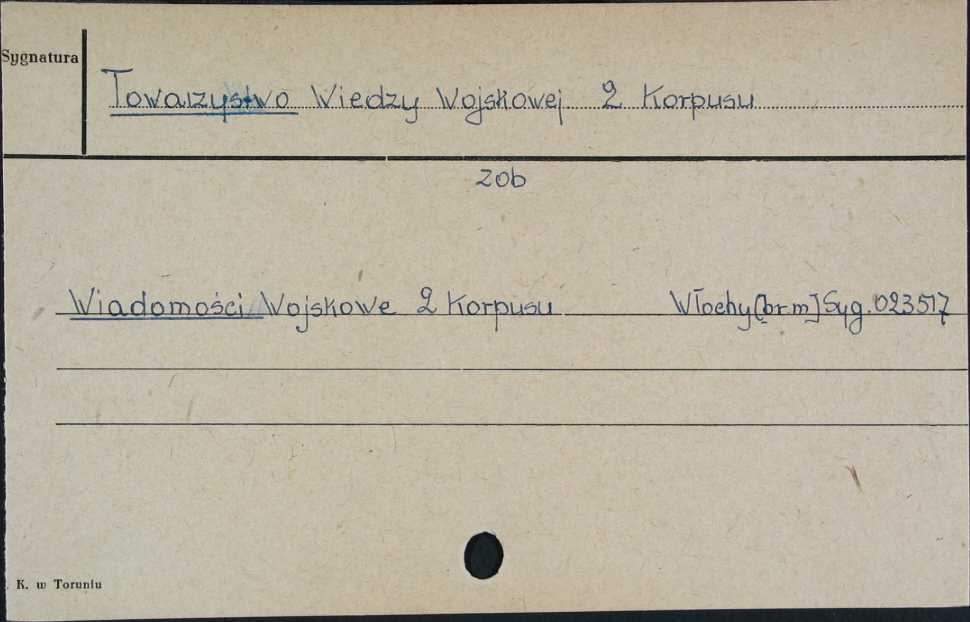 Sygnatura
Towarzystwo Wiedzy Wojskowej 2 Korpusu
zob
Wiadomości Wojskowe 2 Korpusu Włochy [br.m] Syg. 023517
K. w Toruniu